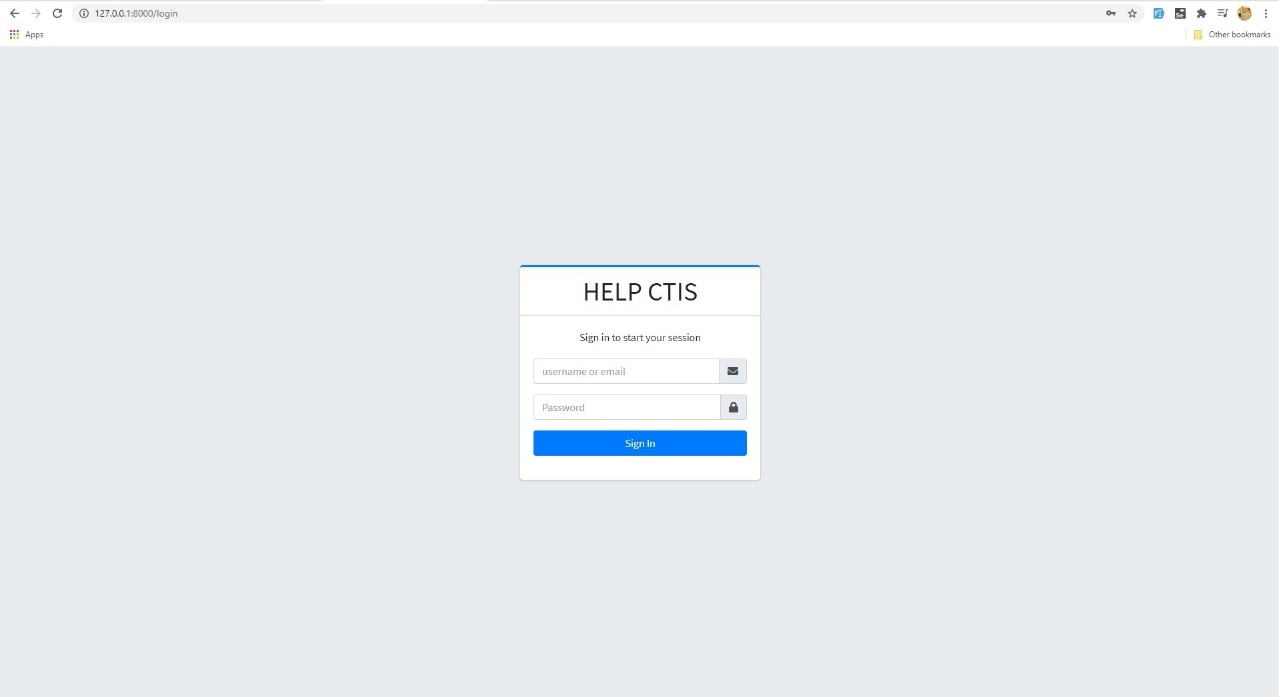 127.0.0.1:8000/login
Apps
Other bookmarks
HELP CTIS
Sign in to start your session
username or email
Password
Sign In